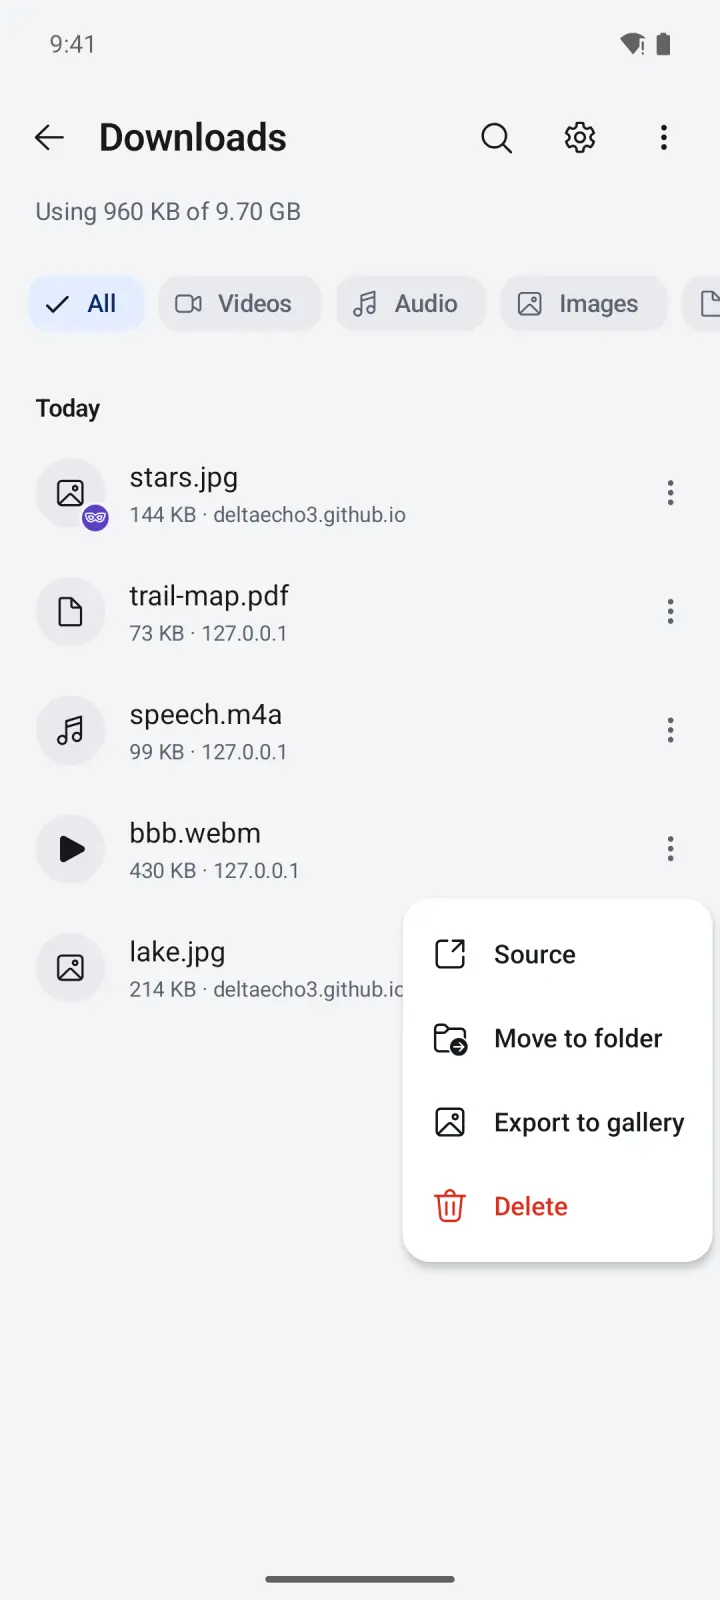 9:41
Downloads
Using 960 KB of 9.70 GB
All
Videos
Audio
Images
Today
stars.jpg
144 KB · deltaecho3.github.io
trail-map.pdf
73 KB · 127.0.0.1
speech.m4a
99 KB · 127.0.0.1
bbb.webm
430 KB · 127.0.0.1
lake.jpg
214 KB · deltaecho3.github.io
Source
Move to folder
Export to gallery
Delete